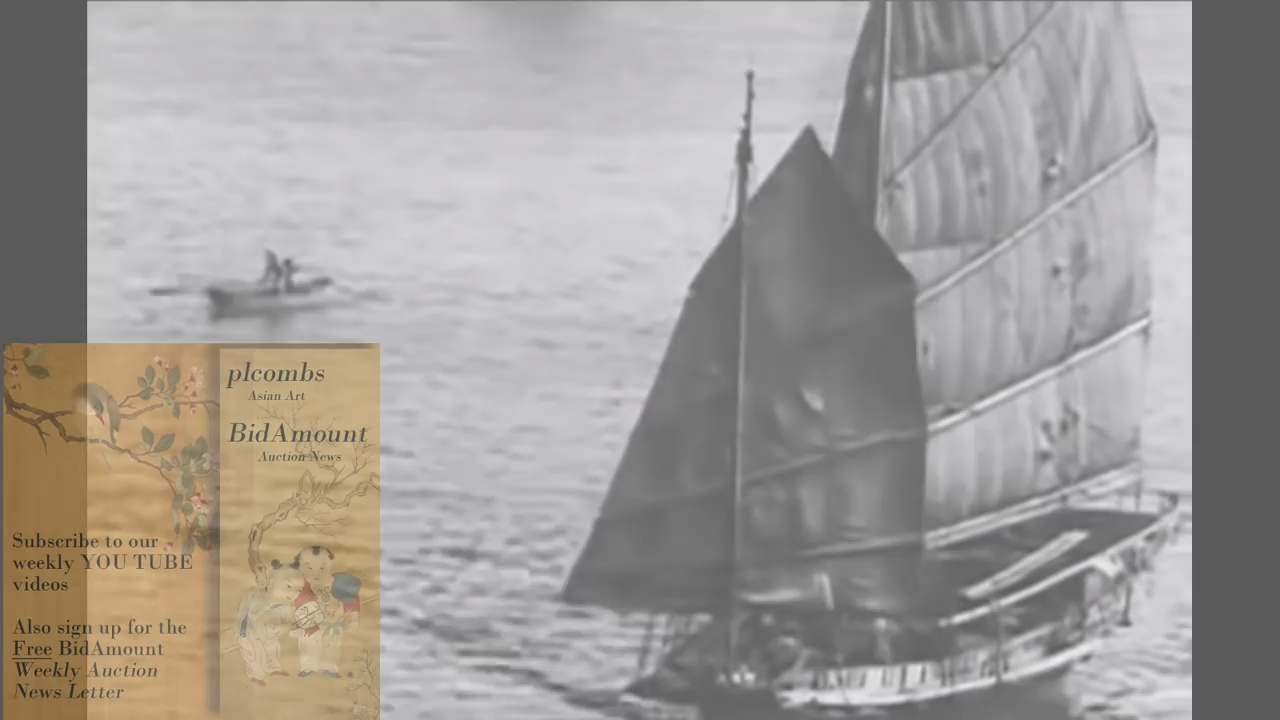 plcombs
Asian Art
BidAmount
Auction News
Subscribe to our
weekly YOU TUBE
videos
Also sign up for the
Free BidAmount
Weekly Auction
News Letter